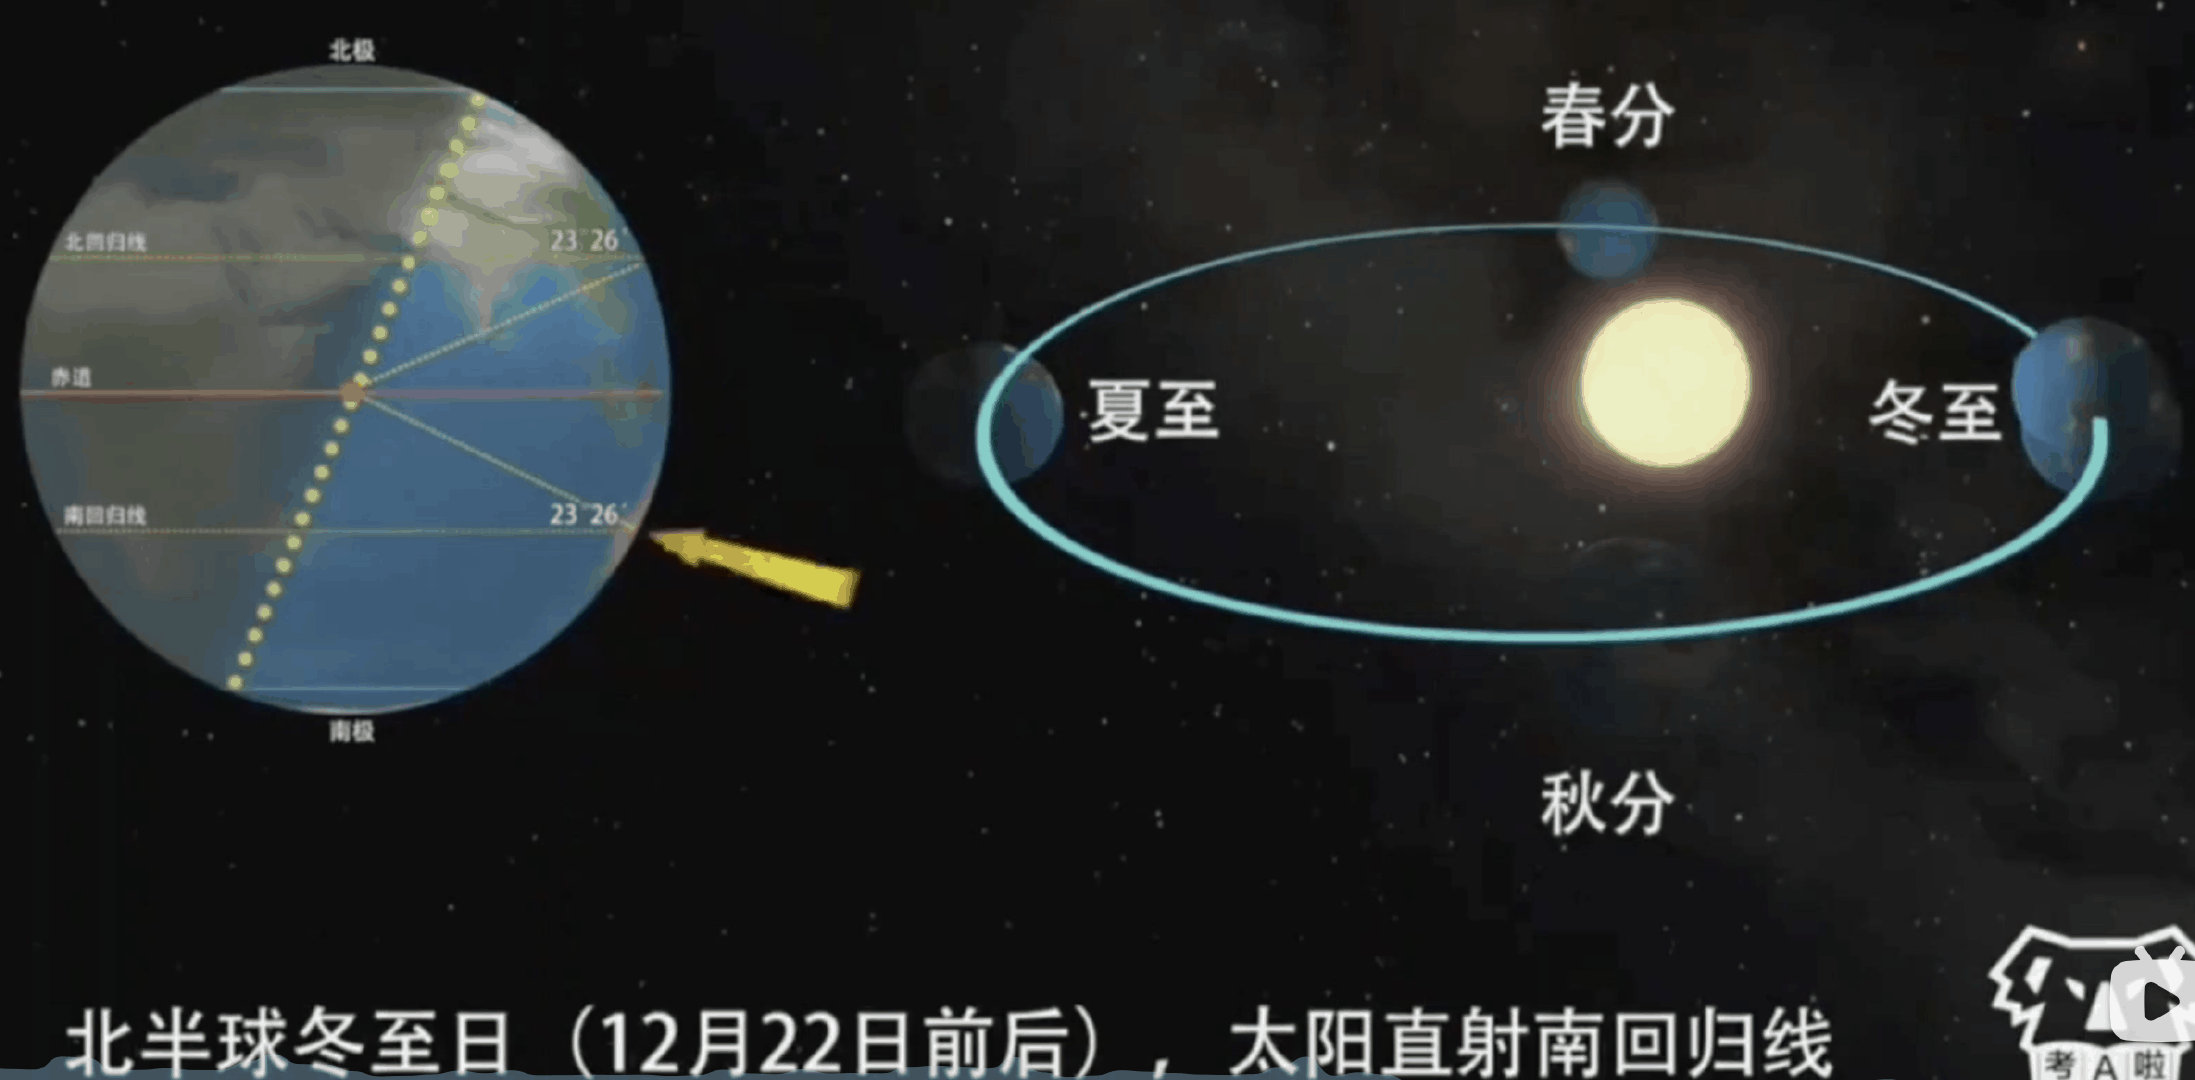 北极
北回归线
23°26′
赤道
南回归线
23°26′
南极
春分
夏至
冬至
秋分
北半球冬至日（12月22日前后），太阳直射南回归线
考A啦